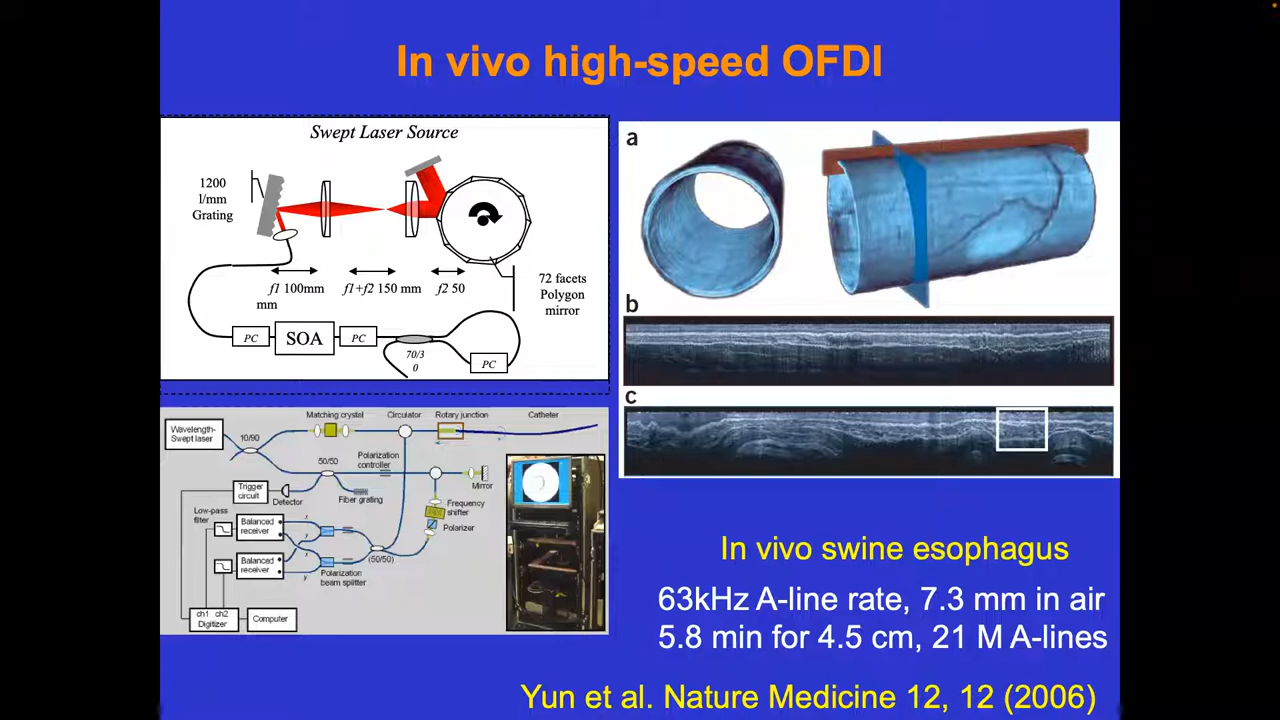 In vivo high-speed OFDI
Swept Laser Source
1200
l/mm
Grating
f1 100mm
mm
f1+f2 150 mm
f2 50
72 facets
Polygon
mirror
PC
SOA
PC
70/3
0
PC
a
b
c
Matching crystal
Circulator
Rotary junction
Catheter
Wavelength-
Swept laser
10/90
50/50
Polarization
controller
Mirror
Trigger
circuit
Detector
Fiber grating
Frequency
shifter
Polarizer
Low-pass
filter
Balanced
receiver
x
y
Balanced
receiver
x
y
(50/50)
Polarization
beam splitter
ch1 ch2
Digitizer
Computer
In vivo swine esophagus
63kHz A-line rate, 7.3 mm in air
5.8 min for 4.5 cm, 21 M A-lines
Yun et al. Nature Medicine 12, 12 (2006)